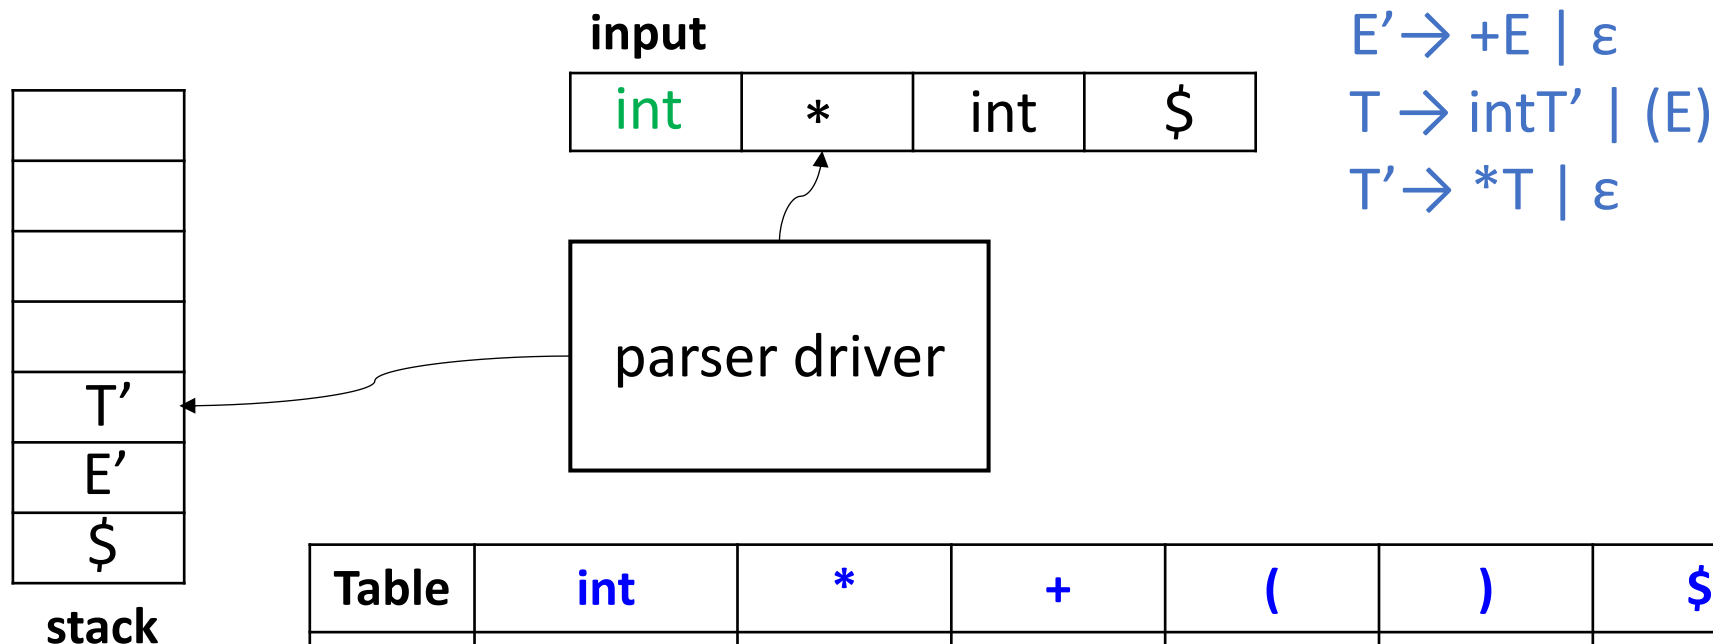 input
int * int $
E’→ +E | ε
T → intT’ | (E)
T’→ *T | ε
parser driver
T’
E’
$
stack
Table int * + ( ) $